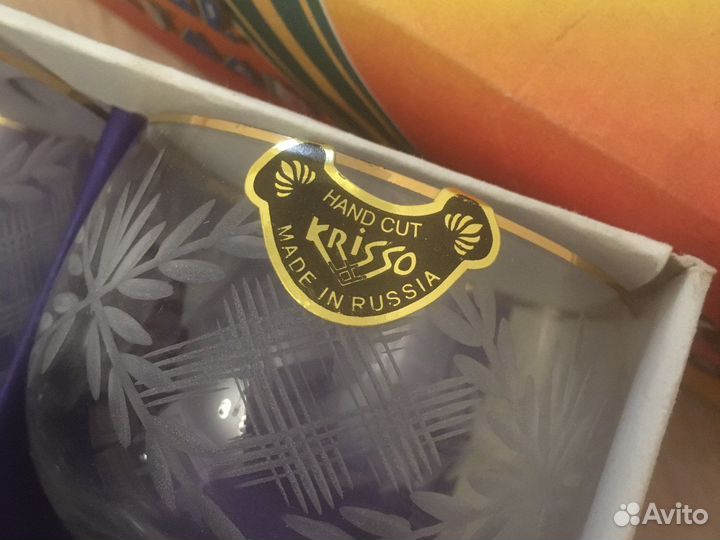 HAND CUT
KRISSO
MADE IN RUSSIA
Avito